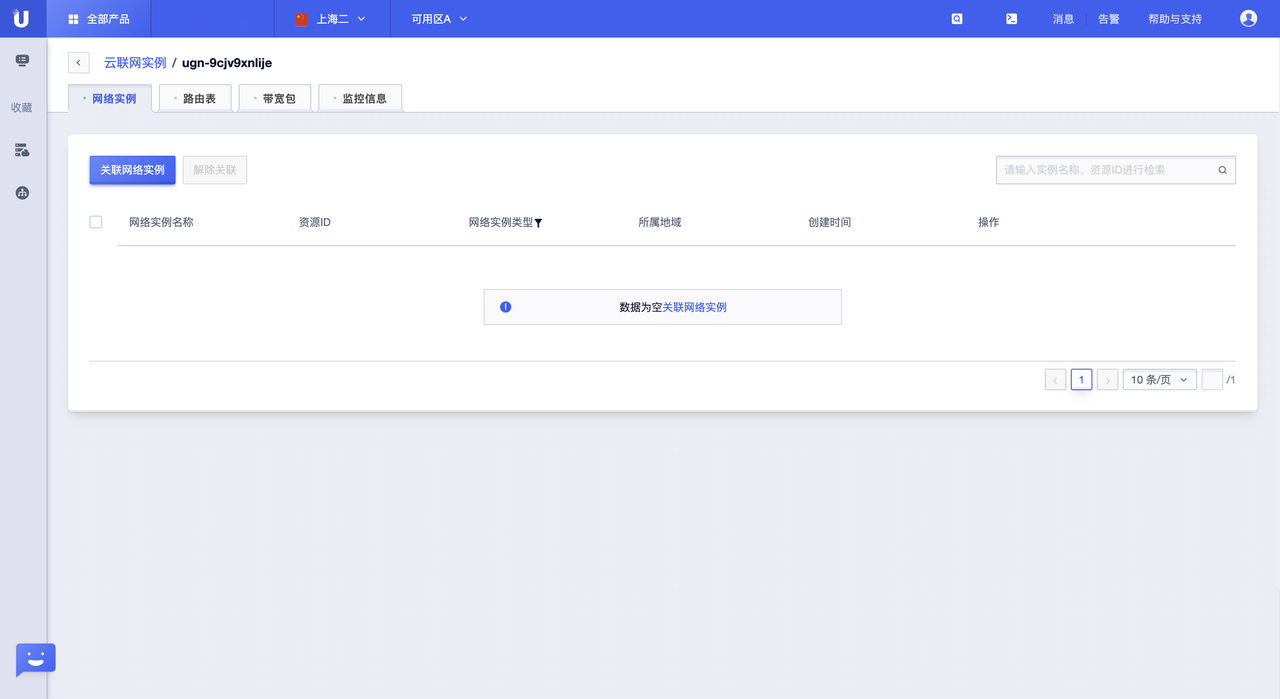 全部产品
上海二
可用区A
消息
告警
帮助与支持
收藏
云联网实例 / ugn-9cjv9xnlije
网络实例
路由表
带宽包
监控信息
关联网络实例
解除关联
请输入实例名称、资源ID进行检索
网络实例名称
资源ID
网络实例类型
所属地域
创建时间
操作
数据为空关联网络实例
1
10 条/页
/1